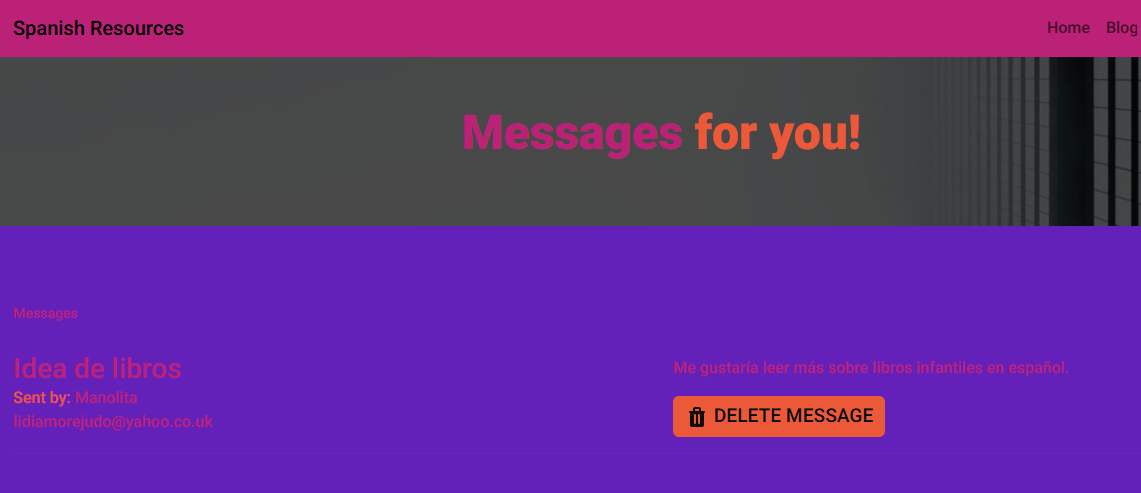 Spanish Resources
Home Blog
Messages for you!
Messages
Idea de libros
Sent by: Manolita
lidiamorejudo@yahoo.co.uk
Me gustaría leer más sobre libros infantiles en español.
DELETE MESSAGE